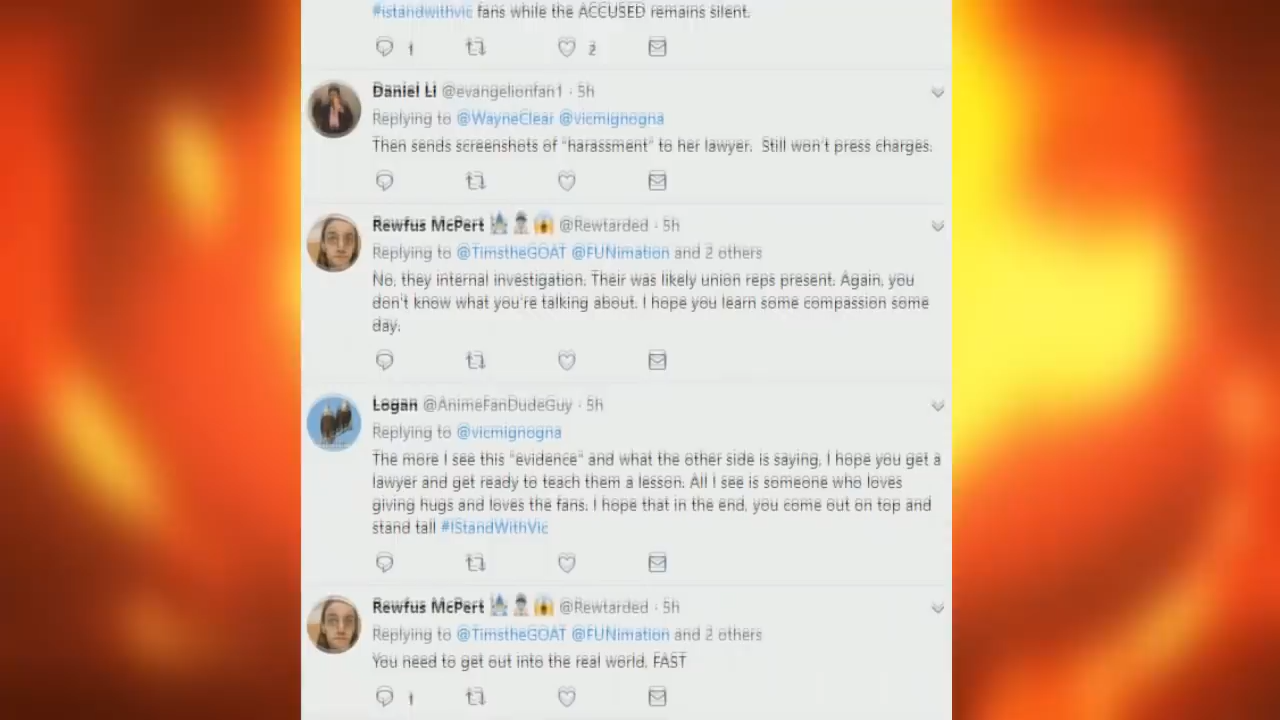 #istandwithvic fans while the ACCUSED remains silent.
1 2
Daniel Li @evangelionfan1 · 5h
Replying to @WayneClear @vicmignogna
Then sends screenshots of "harassment" to her lawyer. Still won't press charges.
Rewfus McPert @Rewtarded · 5h
Replying to @TimstheGOAT @FUNimation and 2 others
No, they internal investigation. Their was likely union reps present. Again, you
don't know what you're talking about. I hope you learn some compassion some
day.
Logan @AnimeFanDudeGuy · 5h
Replying to @vicmignogna
The more I see this "evidence" and what the other side is saying, I hope you get a
lawyer and get ready to teach them a lesson. All I see is someone who loves
giving hugs and loves the fans. I hope that in the end, you come out on top and
stand tall #IStandWithVic
Rewfus McPert @Rewtarded · 5h
Replying to @TimstheGOAT @FUNimation and 2 others
You need to get out into the real world. FAST
1